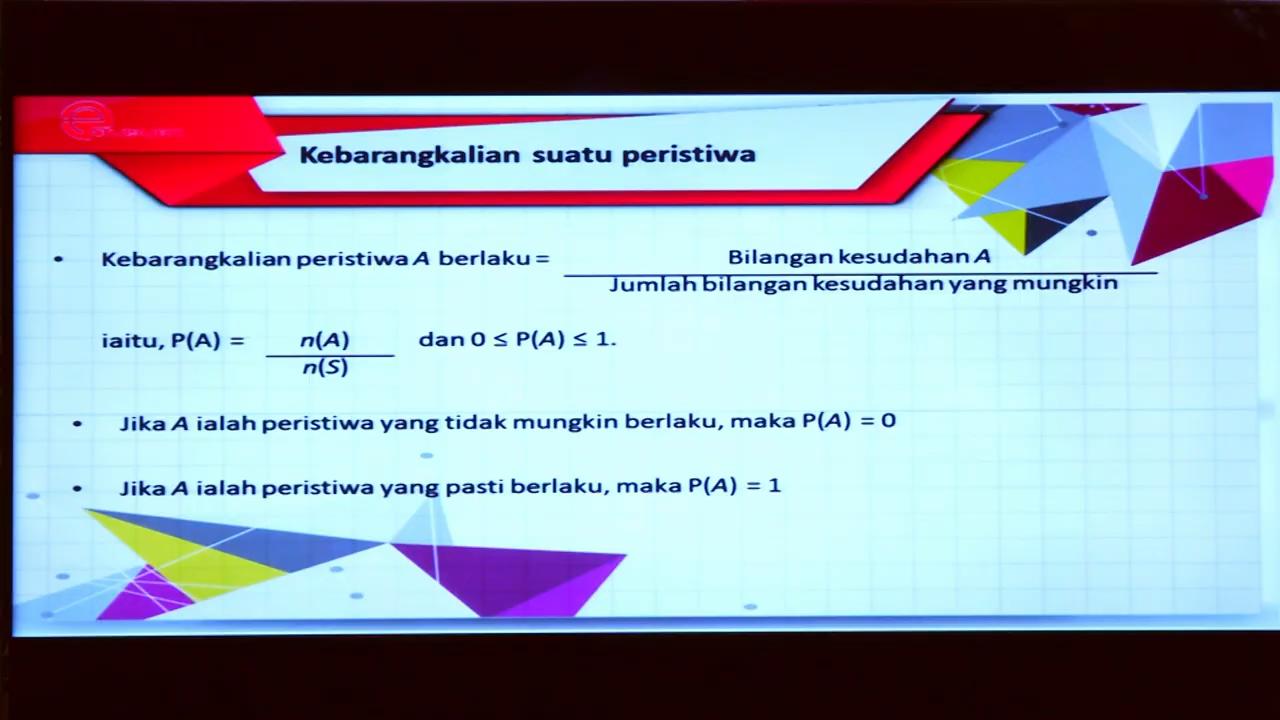 Kebarangkalian suatu peristiwa
• Kebarangkalian peristiwa A berlaku = Bilangan kesudahan A
Jumlah bilangan kesudahan yang mungkin
iaitu, P(A) = n(A) dan 0 ≤ P(A) ≤ 1.
n(S)
• Jika A ialah peristiwa yang tidak mungkin berlaku, maka P(A) = 0
• Jika A ialah peristiwa yang pasti berlaku, maka P(A) = 1